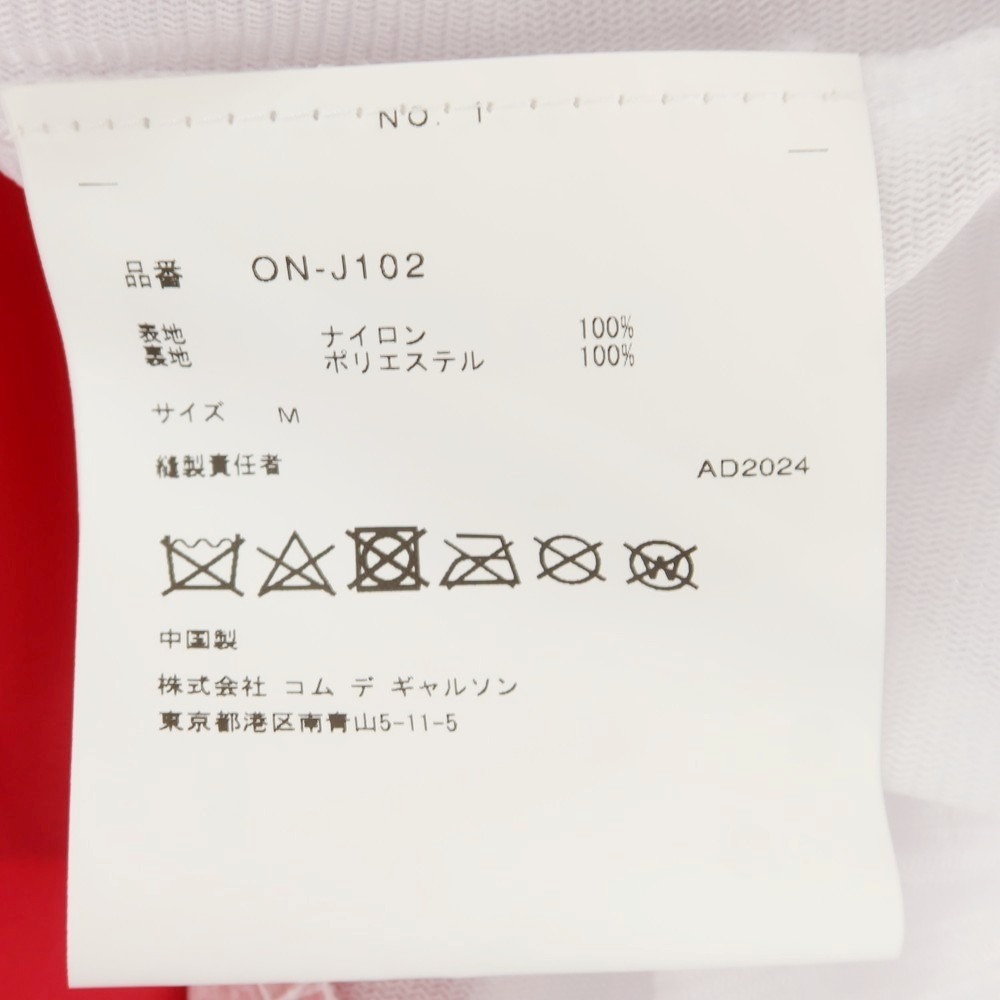 NO. 1
品番 ON-J102
表地 ナイロン 100%
裏地 ポリエステル 100%
サイズ M
縫製責任者 AD2024
W
中国製
株式会社 コム デ ギャルソン
東京都港区南青山5-11-5